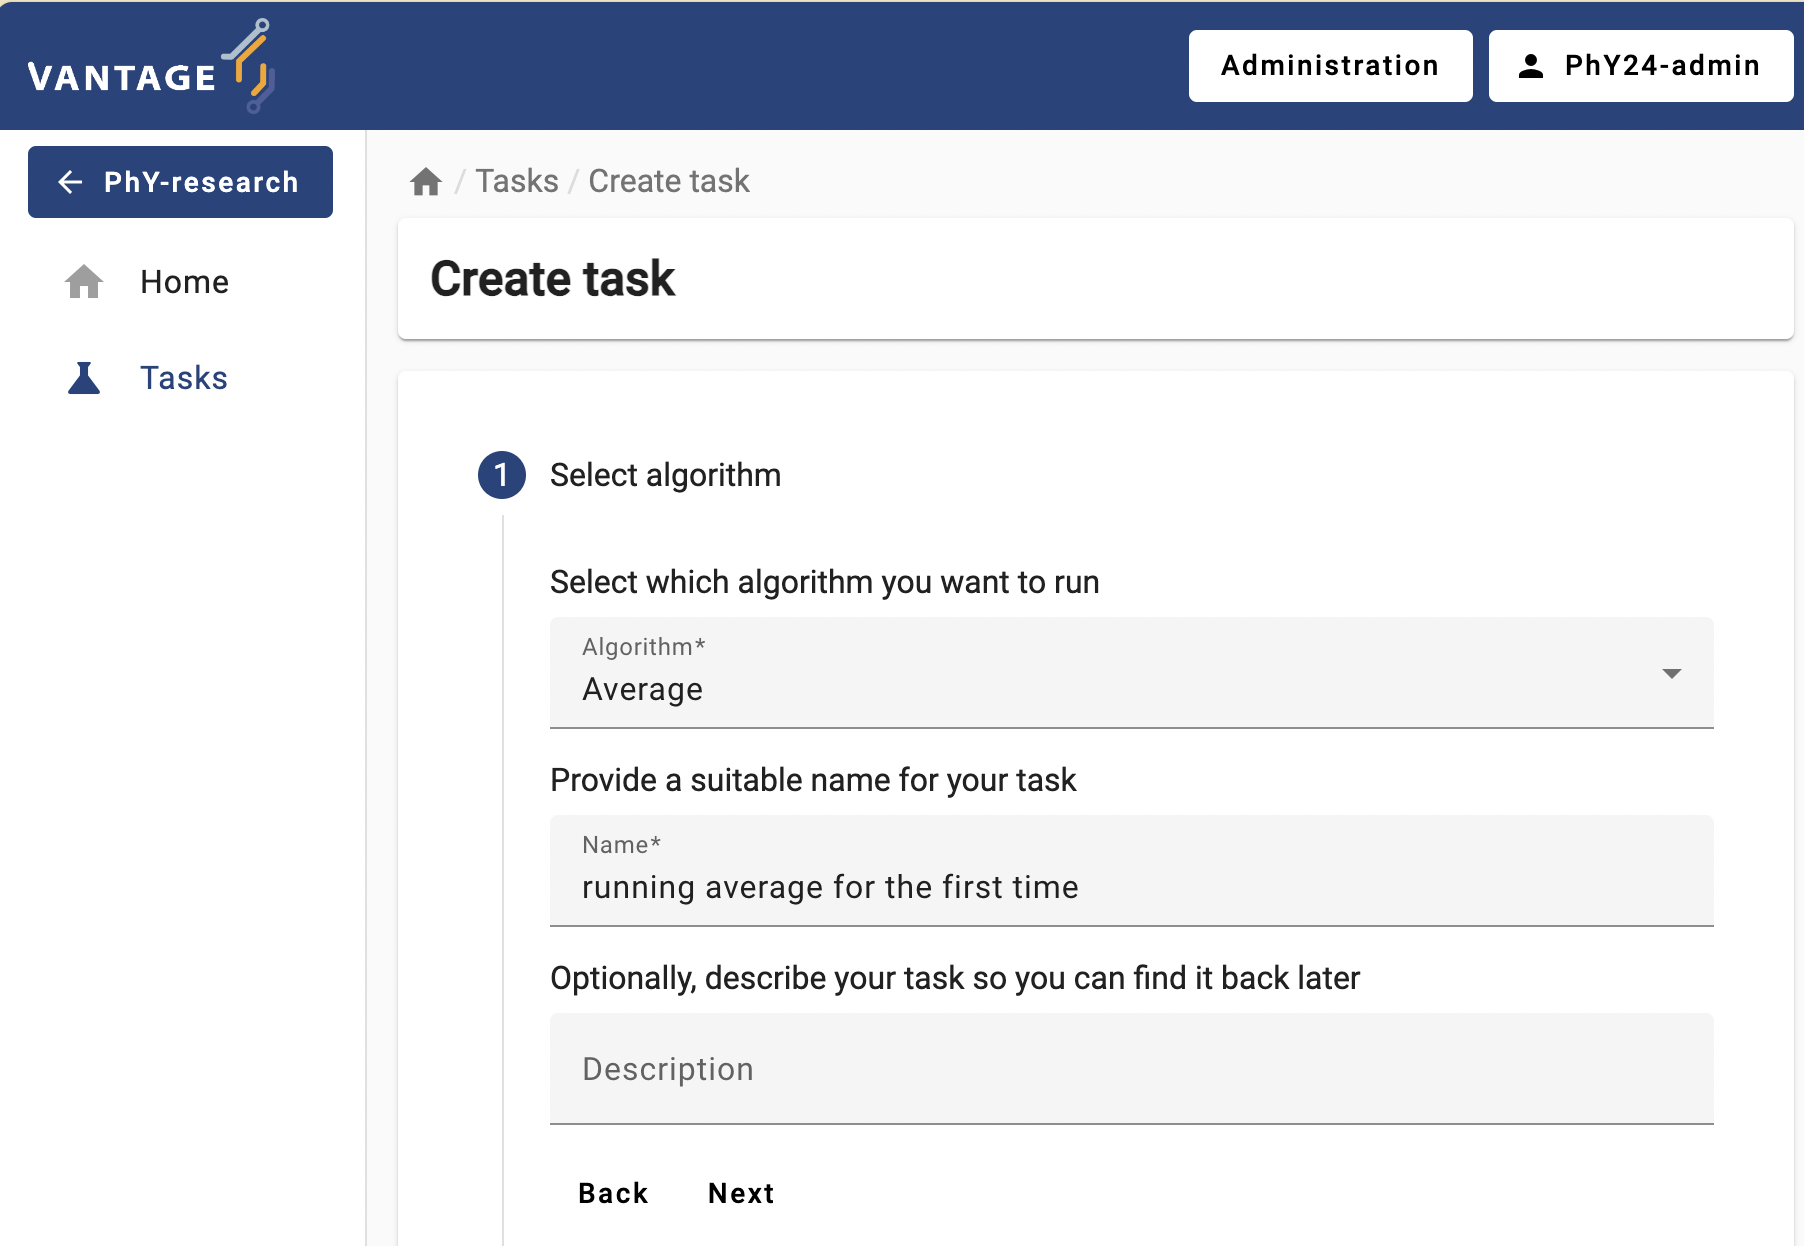 VANTAGE
Administration
PhY24-admin
PhY-research
/ Tasks / Create task
Home
Tasks
Create task
1 Select algorithm
Select which algorithm you want to run
Algorithm*
Average
Provide a suitable name for your task
Name*
running average for the first time
Optionally, describe your task so you can find it back later
Description
Back Next